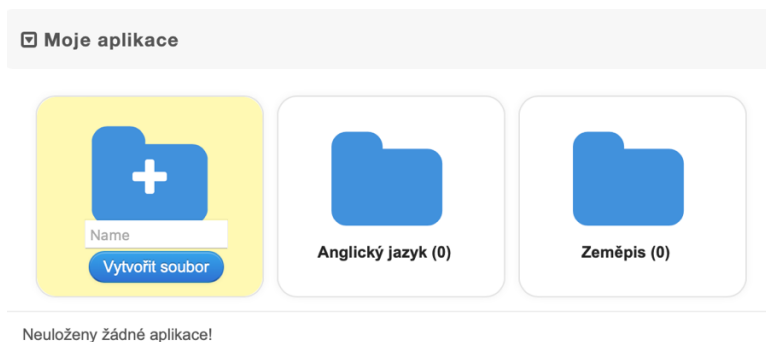 Moje aplikace
Name
Vytvořit soubor
Anglický jazyk (0)
Zeměpis (0)
Neuloženy žádné aplikace!